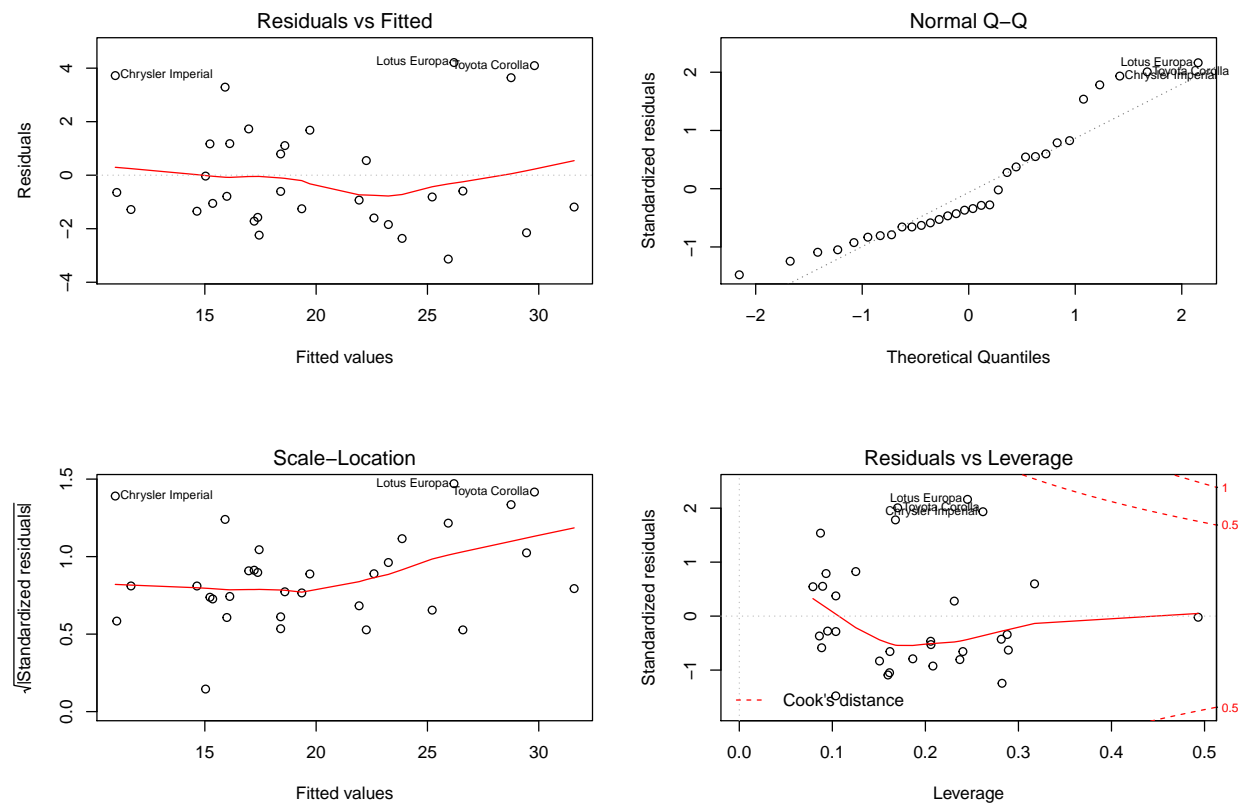 Residuals vs Fitted
Residuals
−4
−2
0
2
4
Chrysler Imperial
Lotus Europa
Toyota Corolla
15
20
25
30
Fitted values
Normal Q−Q
Standardized residuals
−1
0
1
2
Lotus Europa
Toyota Corolla
Chrysler Imperial
−2
−1
0
1
2
Theoretical Quantiles
Scale−Location
√|Standardized residuals|
0.0
0.5
1.0
1.5
Chrysler Imperial
Lotus Europa
Toyota Corolla
15
20
25
30
Fitted values
Residuals vs Leverage
Standardized residuals
−1
0
1
2
Lotus Europa
Toyota Corolla
Chrysler Imperial
1
0.5
0.5
Cook's distance
0.0
0.1
0.2
0.3
0.4
0.5
Leverage